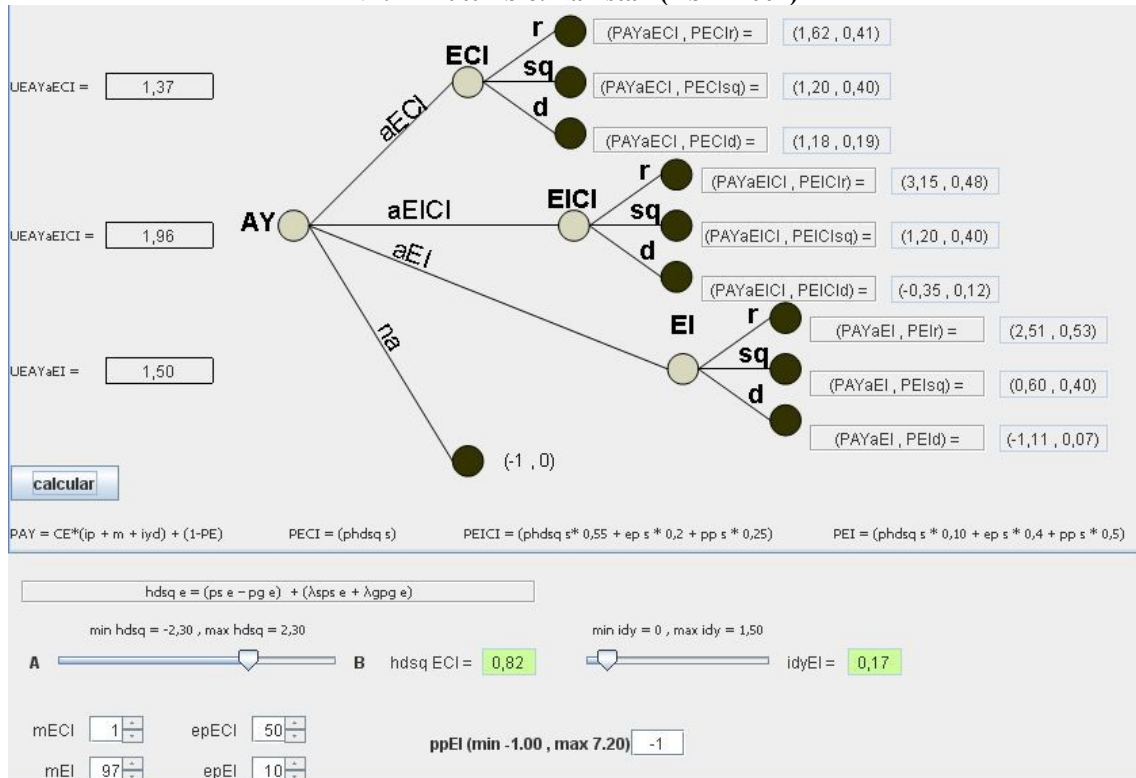 r (PAYaECI , PECIr) = (1,62 , 0,41)
ECI
UEAYaECI = 1,37
sq (PAYaECI , PECIsq) = (1,20 , 0,40)
aECI
d (PAYaECI , PECId) = (1,18 , 0,19)
r (PAYaEICI , PEICIr) = (3,15 , 0,48)
UEAYaEICI = 1,96
AY
aEICI
EICI
sq (PAYaEICI , PEICIsq) = (1,20 , 0,40)
aEI
d (PAYaEICI , PEICId) = (-0,35 , 0,12)
na
EI
r (PAYaEI , PEIr) = (2,51 , 0,53)
UEAYaEI = 1,50
sq (PAYaEI , PEIsq) = (0,60 , 0,40)
d (PAYaEI , PEId) = (-1,11 , 0,07)
(-1 , 0)
calcular
PAY = CE*(ip + m + iyd) + (1-PE) PECI = (phdsq s) PEICI = (phdsq s* 0,55 + ep s * 0,2 + pp s * 0,25) PEI = (phdsq s * 0,10 + ep s * 0,4 + pp s * 0,5)
hdsq e = (ps e − pg e) + (λsps e + λgpg e)
min hdsq = -2,30 , max hdsq = 2,30 min idy = 0 , max idy = 1,50
A B hdsq ECI = 0,82 idyEI = 0,17
mECI 1 epECI 50
ppEI (min -1.00 , max 7.20) -1
mEI 97 epEI 10